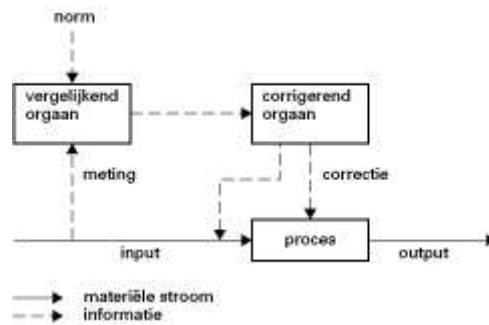 norm
vergelijkend
orgaan
corrigerend
orgaan
meting
correctie
input
proces
output
materiële stroom
informatie